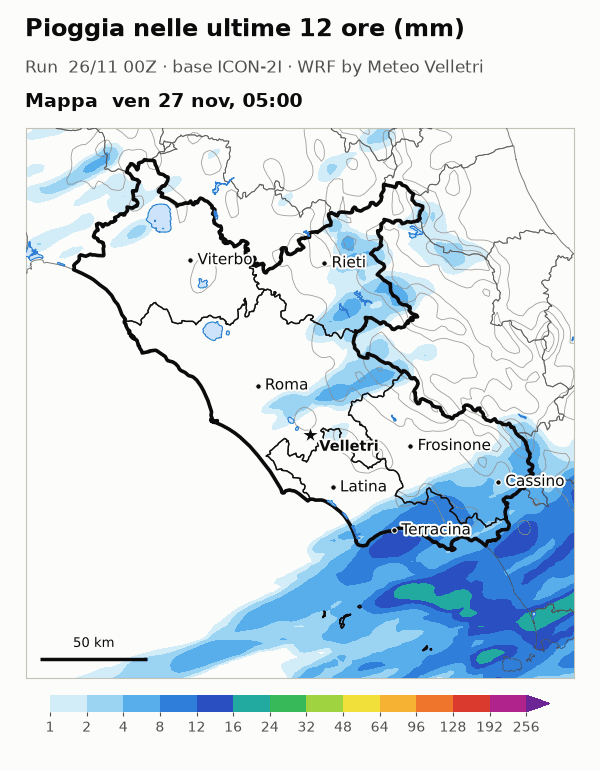 Pioggia nelle ultime 12 ore (mm)
Run  26/11 00Z · base ICON-2I · WRF by Meteo Velletri
Mappa  ven 27 nov, 05:00
Viterbo
Rieti
Roma
Velletri
Frosinone
Latina
Cassino
Terracina
50 km
1 2 4 8 12 16 24 32 48 64 96 128 192 256